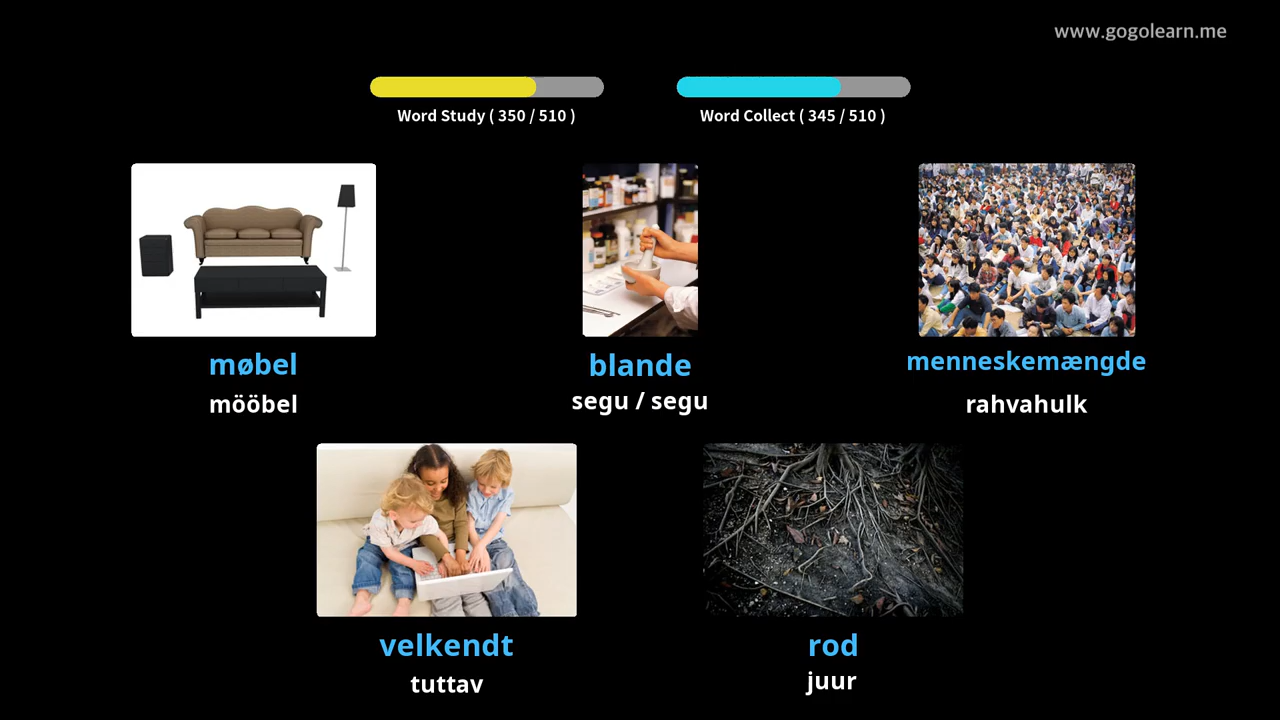 www.gogolearn.me
Word Study ( 350 / 510 )
Word Collect ( 345 / 510 )
møbel
mööbel
blande
segu / segu
menneskemængde
rahvahulk
velkendt
tuttav
rod
juur